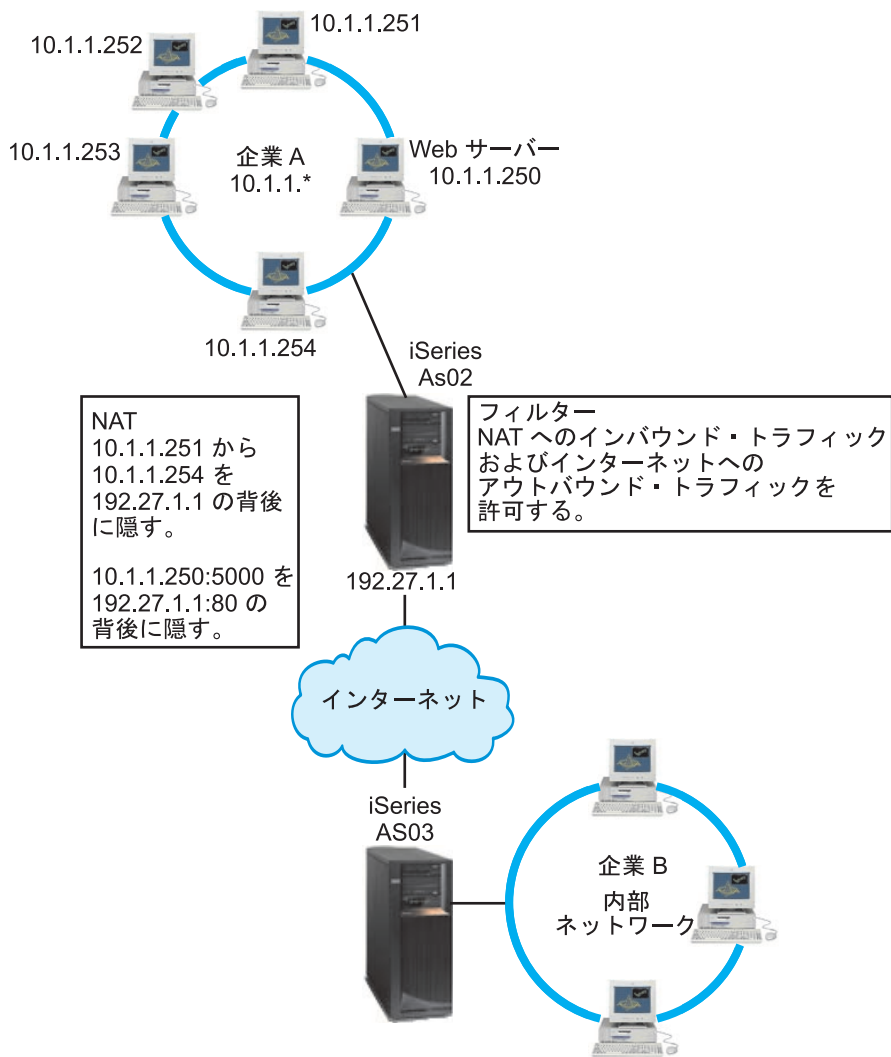 10.1.1.251
10.1.1.252
10.1.1.253
企業 A
10.1.1.*
Web サーバー
10.1.1.250
10.1.1.254
iSeries
As02
NAT
10.1.1.251 から
10.1.1.254 を
192.27.1.1 の背後
に隠す。
10.1.1.250:5000 を
192.27.1.1:80 の
背後に隠す。
フィルター
NAT へのインバウンド・トラフィック
およびインターネットへの
アウトバウンド・トラフィックを
許可する。
192.27.1.1
インターネット
iSeries
AS03
企業 B
内部
ネットワーク